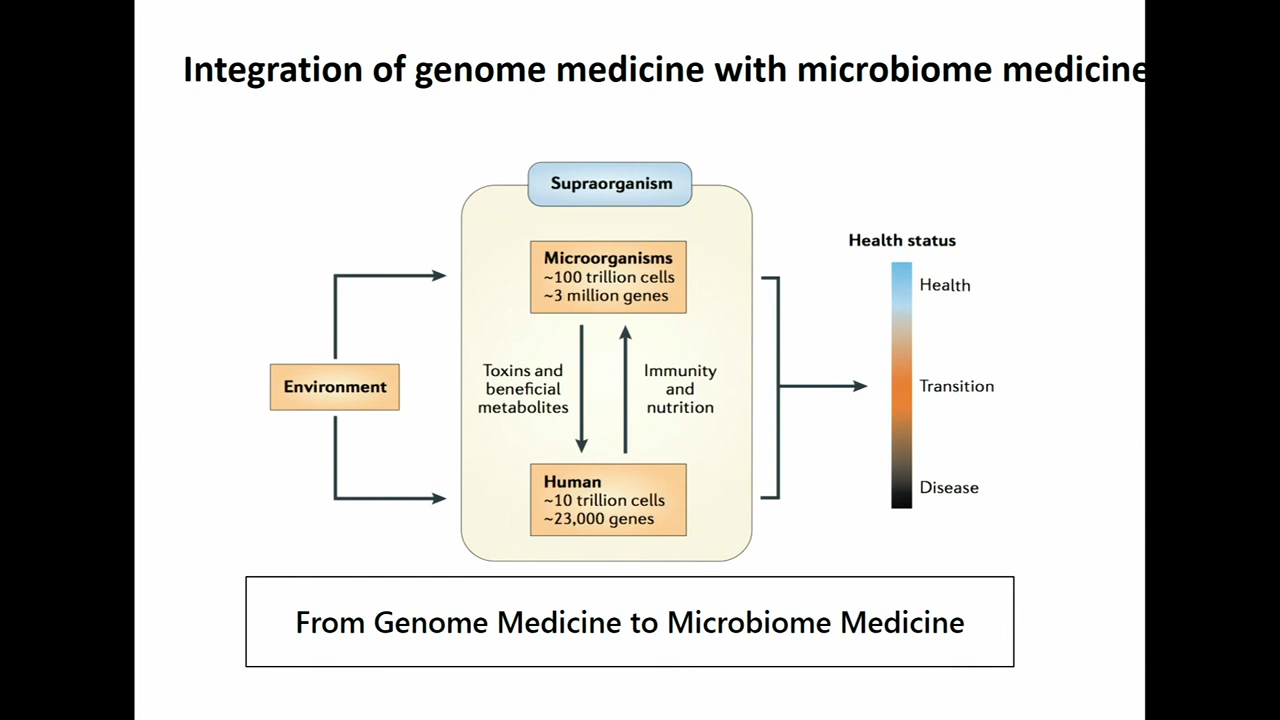 Integration of genome medicine with microbiome medicine
Supraorganism
Microorganisms
~100 trillion cells
~3 million genes
Environment
Toxins and
beneficial
metabolites
Immunity
and
nutrition
Human
~10 trillion cells
~23,000 genes
Health status
Health
Transition
Disease
From Genome Medicine to Microbiome Medicine